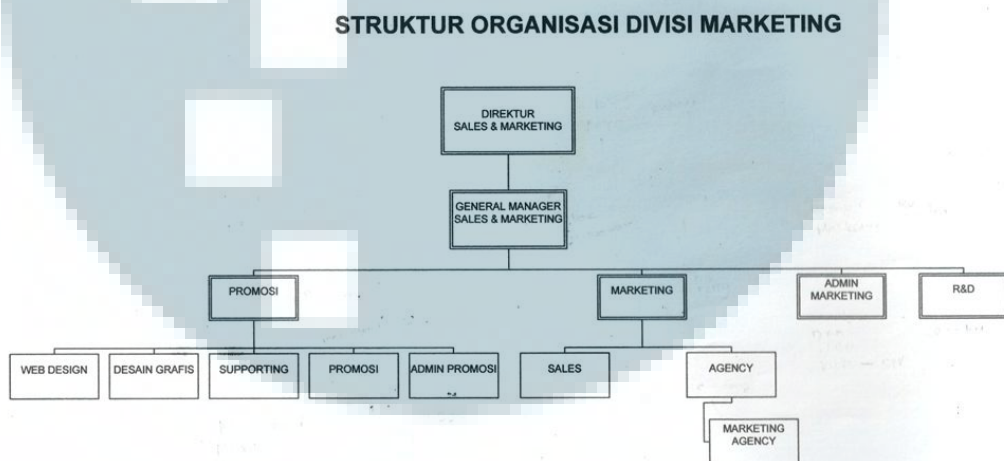 STRUKTUR ORGANISASI DIVISI MARKETING
DIREKTUR
SALES & MARKETING
GENERAL MANAGER
SALES & MARKETING
PROMOSI
MARKETING
ADMIN
MARKETING
R&D
WEB DESIGN
DESAIN GRAFIS
SUPPORTING
PROMOSI
ADMIN PROMOSI
SALES
AGENCY
MARKETING
AGENCY